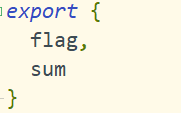 export {
flag,
sum
}